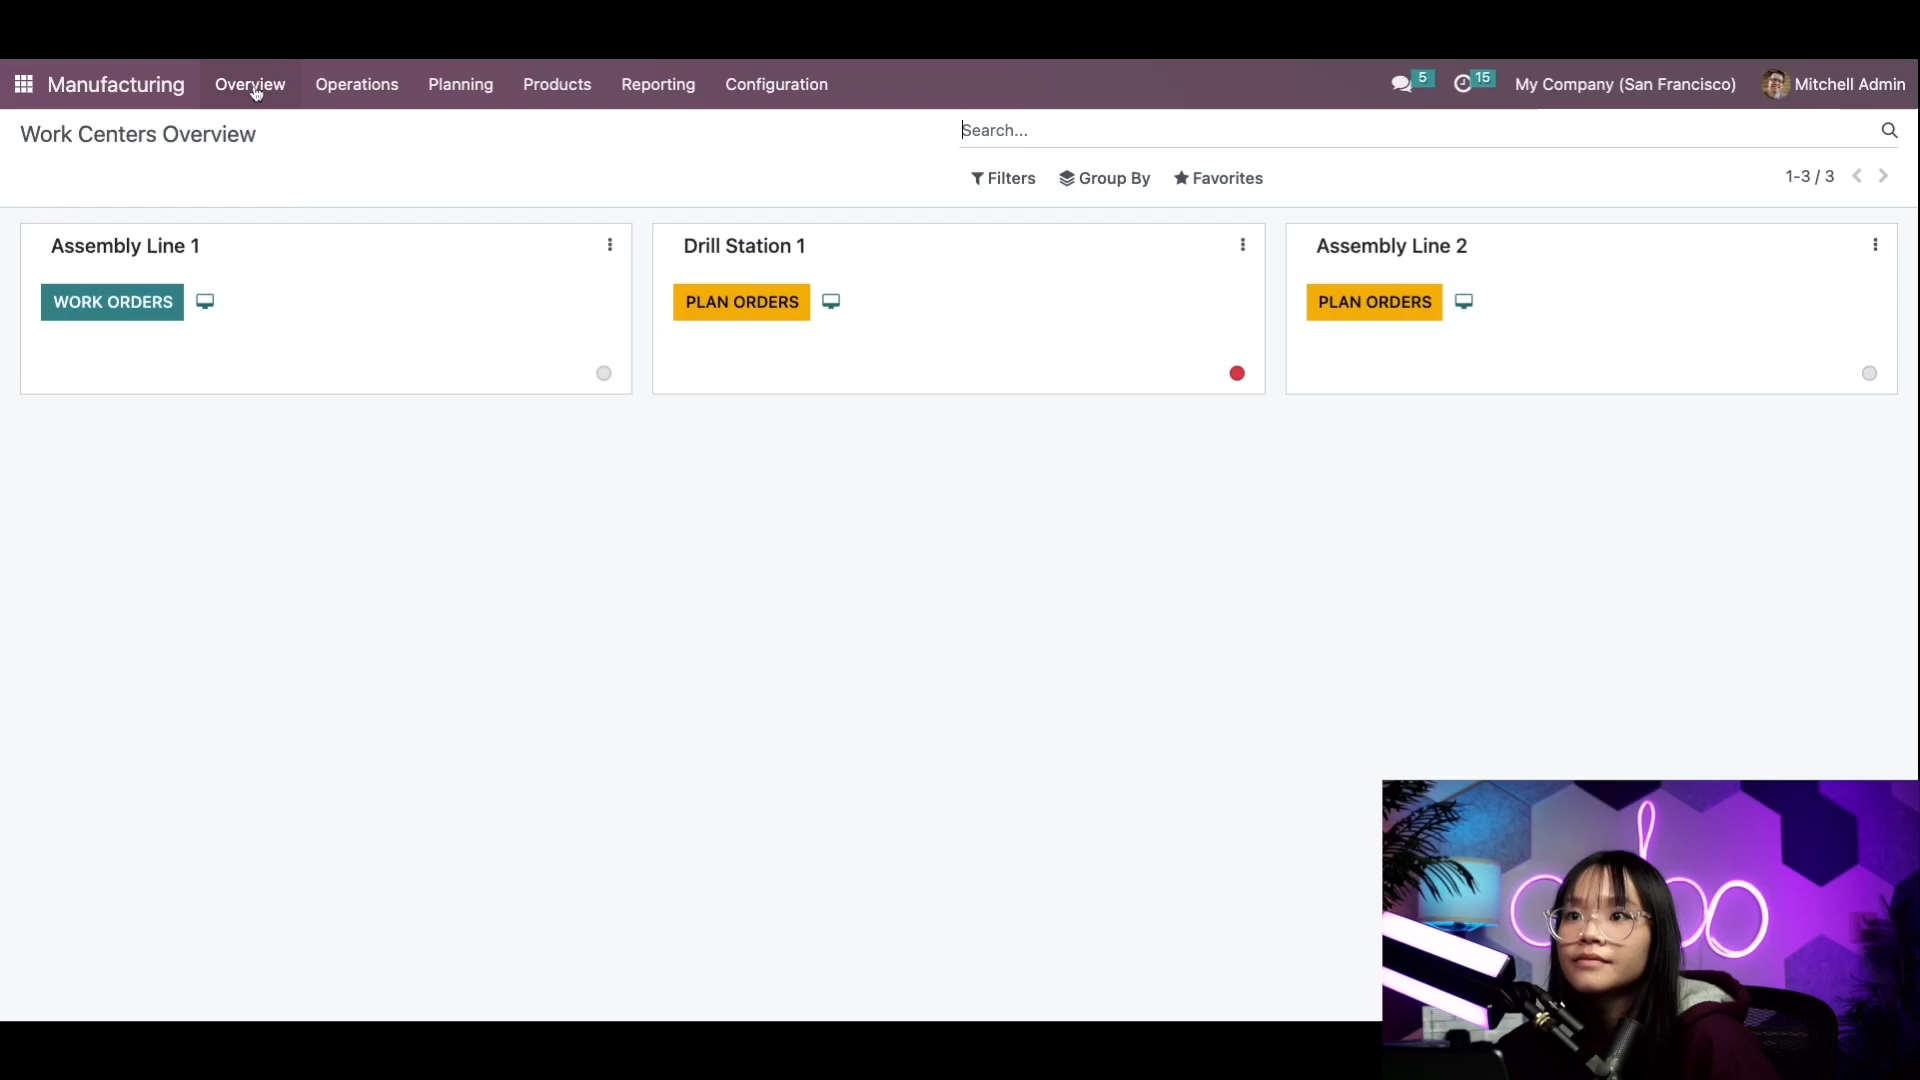 Manufacturing Overview Operations Planning Products Reporting Configuration 5 15 My Company (San Francisco) Mitchell Admin
Work Centers Overview
Search...
Filters Group By Favorites 1-3 / 3
Assembly Line 1
WORK ORDERS
Drill Station 1
PLAN ORDERS
Assembly Line 2
PLAN ORDERS